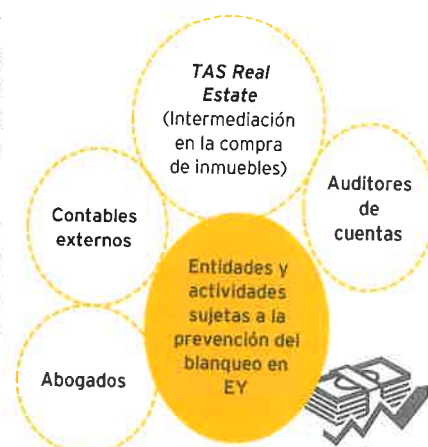 TAS Real
Estate
(Intermediación
en la compra
de inmuebles)
Auditores
de
cuentas
Contables
externos
Entidades y
actividades
sujetas a la
prevención del
blanqueo en
EY
Abogados